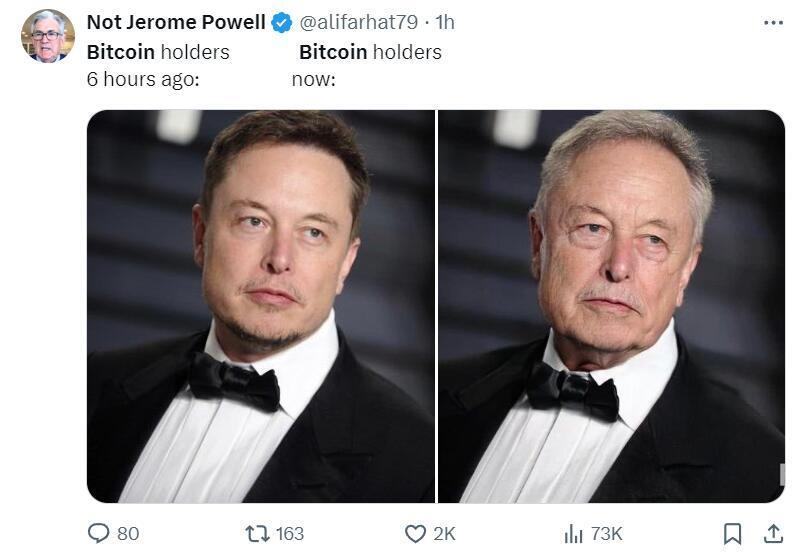 Not Jerome Powell @alifarhat79 · 1h
Bitcoin holders Bitcoin holders
6 hours ago: now:
80 163 2K 73K